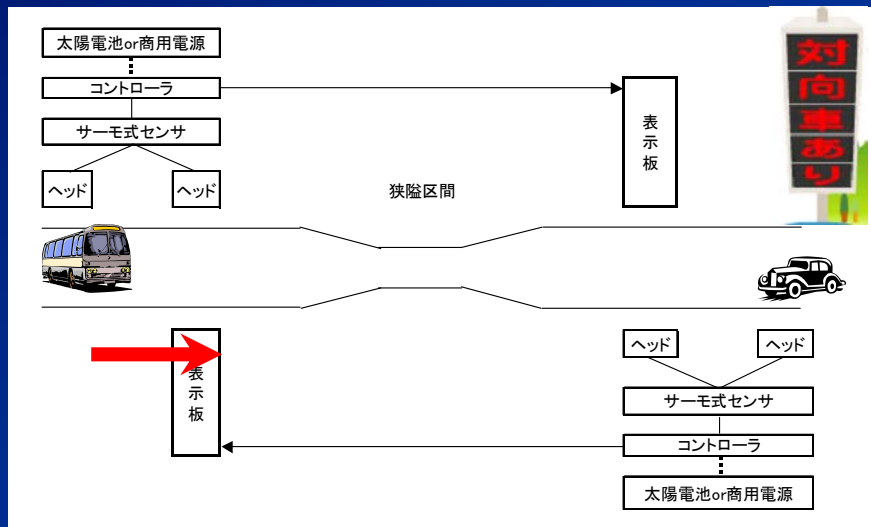 太陽電池or商用電源
コントローラ
サーモ式センサ
ヘッド
ヘッド
狭隘区間
表示板
対向車あり
表示板
ヘッド
ヘッド
サーモ式センサ
コントローラ
太陽電池or商用電源